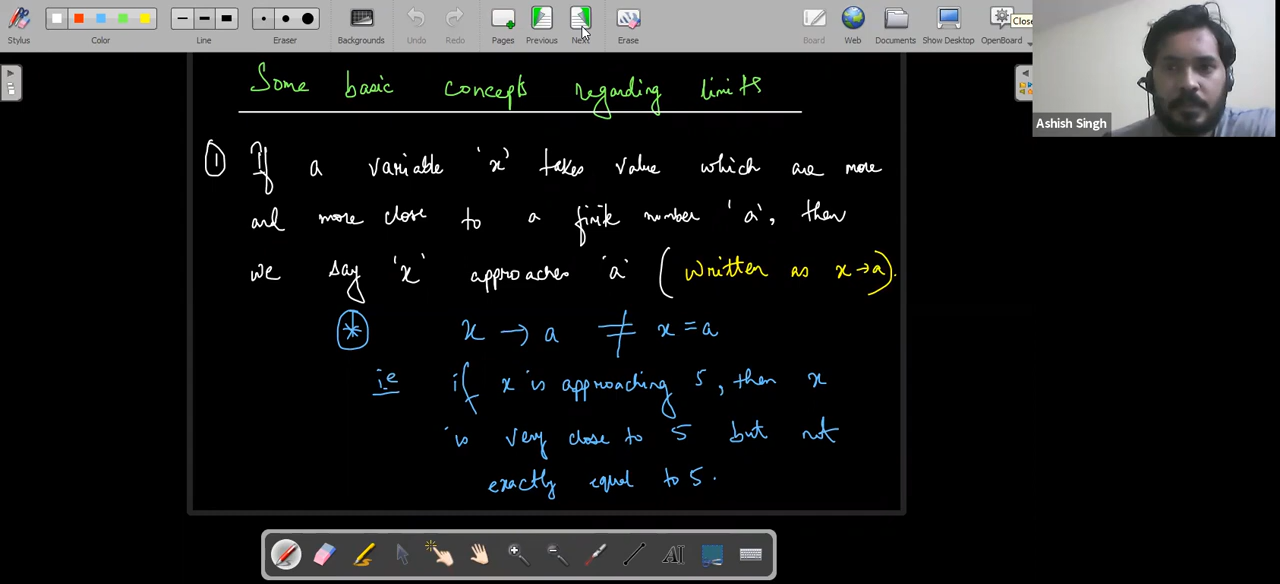 Stylus
Color
Line
Eraser
Backgrounds
Undo
Redo
Pages
Previous
Next
Erase
Board
Web
Documents
Show Desktop
OpenBoard
Close
Ashish Singh
Some basic concepts regarding limits
① If a variable 'x' takes value which are more
and more close to a finite number 'a', then
we say 'x' approaches 'a' (written as x→a).
* x → a ≠ x = a
i.e if x is approaching 5, then x
is very close to 5 but not
exactly equal to 5.
AI